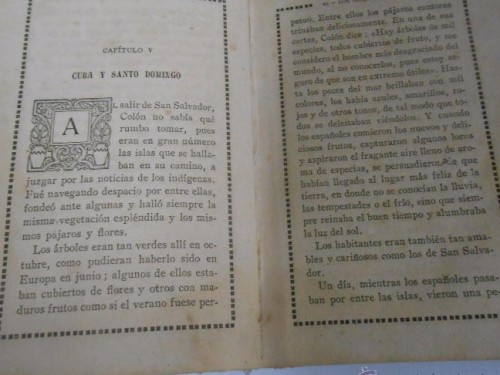 CAPÍTULO V
CUBA Y SANTO DOMINGO
AL salir de San Salvador,
Colón no sabía qué
rumbo tomar, pues
eran en gran número
las islas que se halla-
ban en su camino, a
juzgar por las noticias de los indígenas.
Fué navegando despacio por entre ellas,
fondeó ante algunas y halló siempre la
misma vegetación espléndida y los mis-
mos pájaros y flores.
Los árboles eran tan verdes allí en oc-
tubre, como pudieran haberlo sido en
Europa en junio; algunos de ellos esta-
ban cubiertos de flores y otros con ma-
duros frutos como si el verano fuese per-
petuo. Entre ellos los pájaros cantores
trinaban deliciosamente. En una de sus
cartas, Colón dice: «Hay árboles de mil
especies, todos cubiertos de fruto, y me
considero el hombre más desgraciado del
mundo, al no conocerlos, pues estoy se-
guro de que son en extremo útiles». Has-
ta los peces del mar brillaban con mil
colores, los había azules, amarillos, ro-
jos y de otros tonos, de tal modo que to-
dos se deleitaban viéndolos. Y cuando
los españoles comieron los nuevos y deli-
ciosos frutos, capturaron algunos loros
y aspiraron el fragante aire lleno de aro-
ma de especias, se persuadieron de que
habían llegado al lugar más feliz de la
tierra, en donde no se conocían la lluvia,
las tempestades o el frío, sino que siem-
pre reinaba el buen tiempo y alumbraba
la luz del sol.
Los habitantes eran también tan ama-
bles y cariñosos como los de San Salva-
dor.
Un día, mientras los españoles pasa-
ban por entre las islas, vieron una pe-